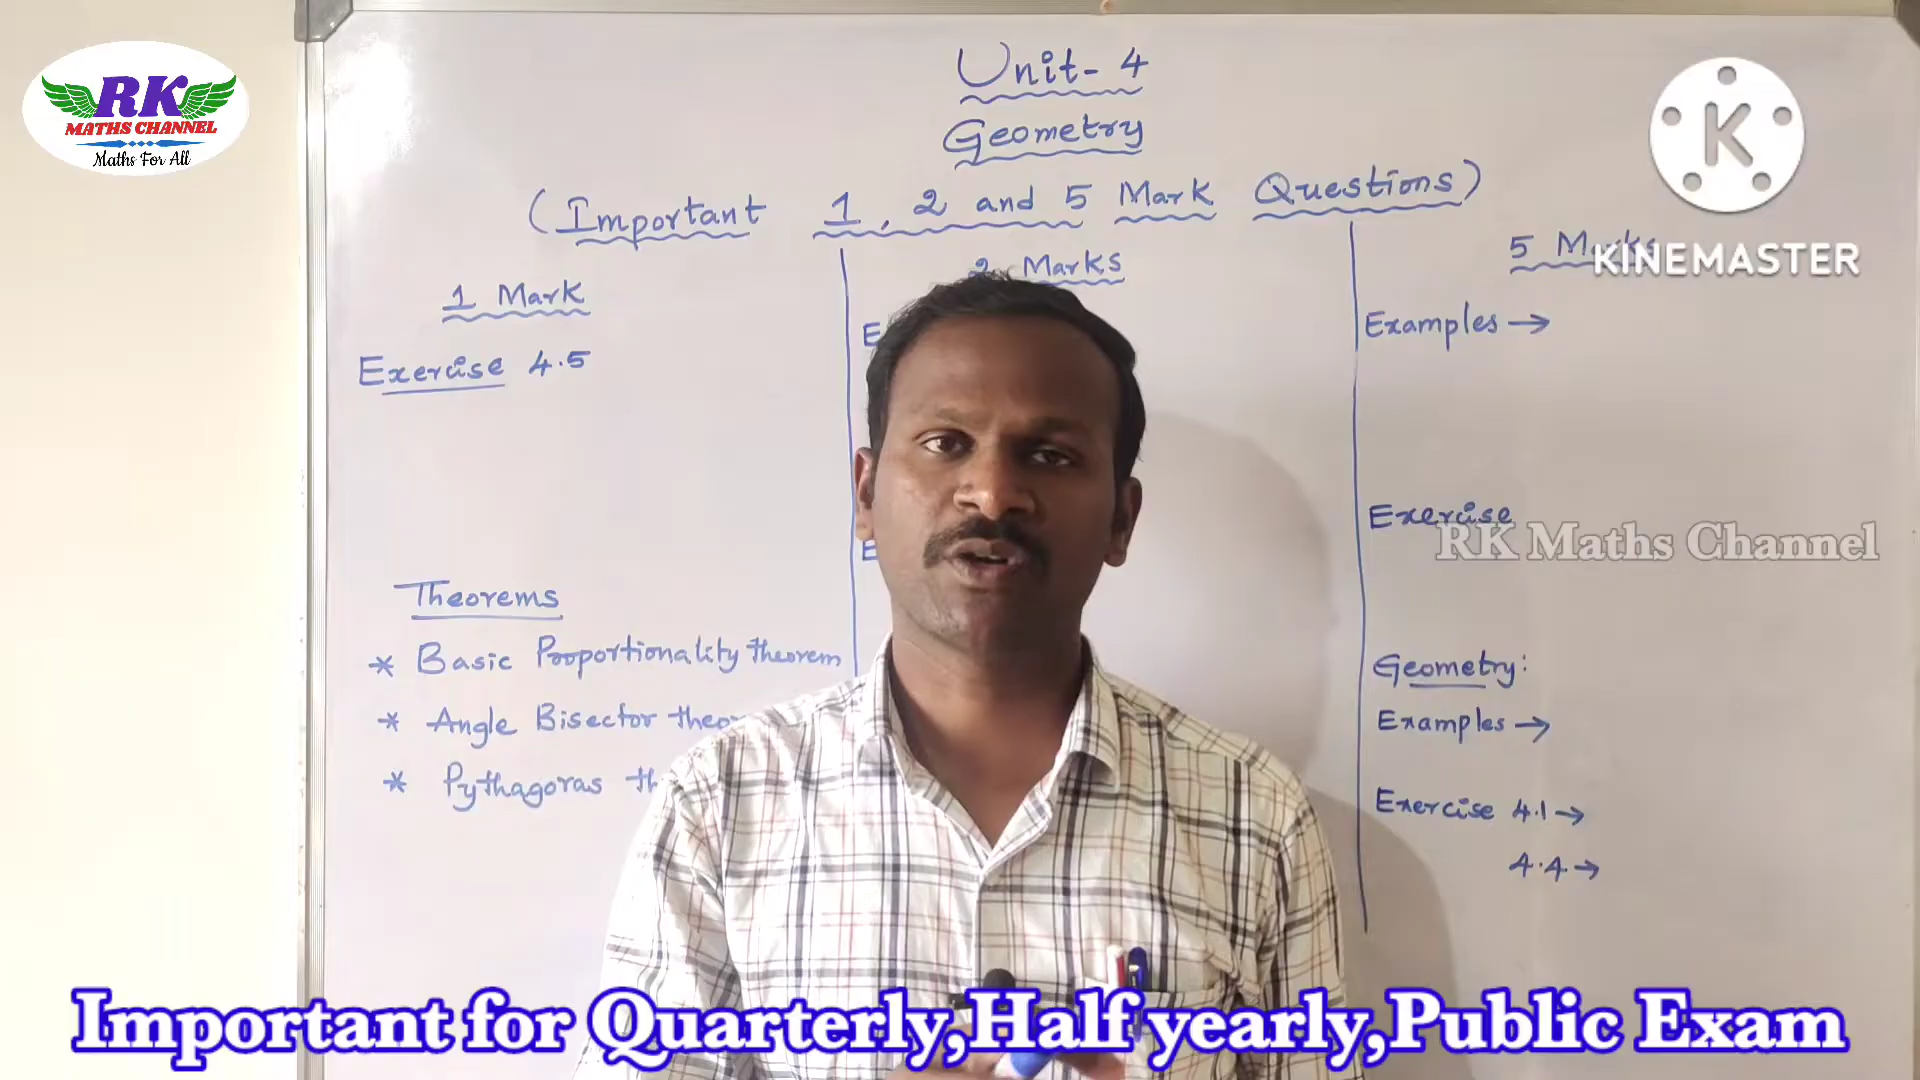 RK
MATHS CHANNEL
Maths For All
Unit - 4
Geometry
(Important 1, 2 and 5 Mark Questions)
K
KINEMASTER
1 Mark
Exercise 4.5
Theorems
* Basic Proportionality theorem
* Angle Bisector
* Pythagoras
2 Marks
5 Marks
Examples →
Exercise
RK Maths Channel
Geometry:
Examples →
Exercise 4.1 →
4.4 →
Important for Quarterly,Half yearly,Public Exam